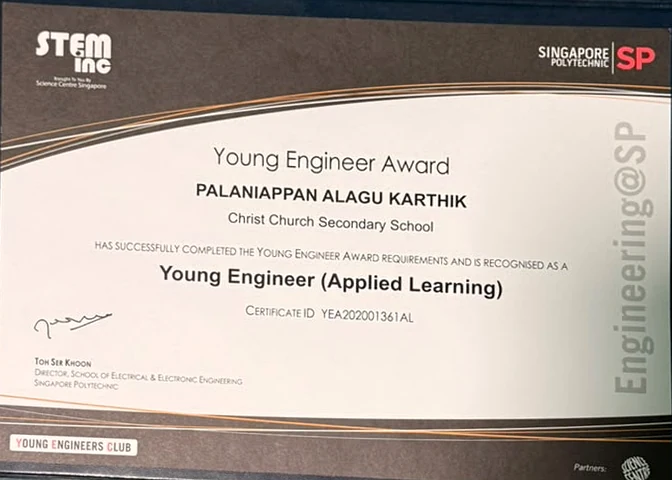 STEM
INC
Brought To You By
Science Centre Singapore
SINGAPORE
POLYTECHNIC
SP
Engineering@SP
Young Engineer Award
PALANIAPPAN ALAGU KARTHIK
Christ Church Secondary School
HAS SUCCESSFULLY COMPLETED THE YOUNG ENGINEER AWARD REQUIREMENTS AND IS RECOGNISED AS A
Young Engineer (Applied Learning)
CERTIFICATE ID YEA202001361AL
TOH SER KHOON
DIRECTOR, SCHOOL OF ELECTRICAL & ELECTRONIC ENGINEERING
SINGAPORE POLYTECHNIC
YOUNG ENGINEERS CLUB
Partners:
SCIENCE
CENTRE